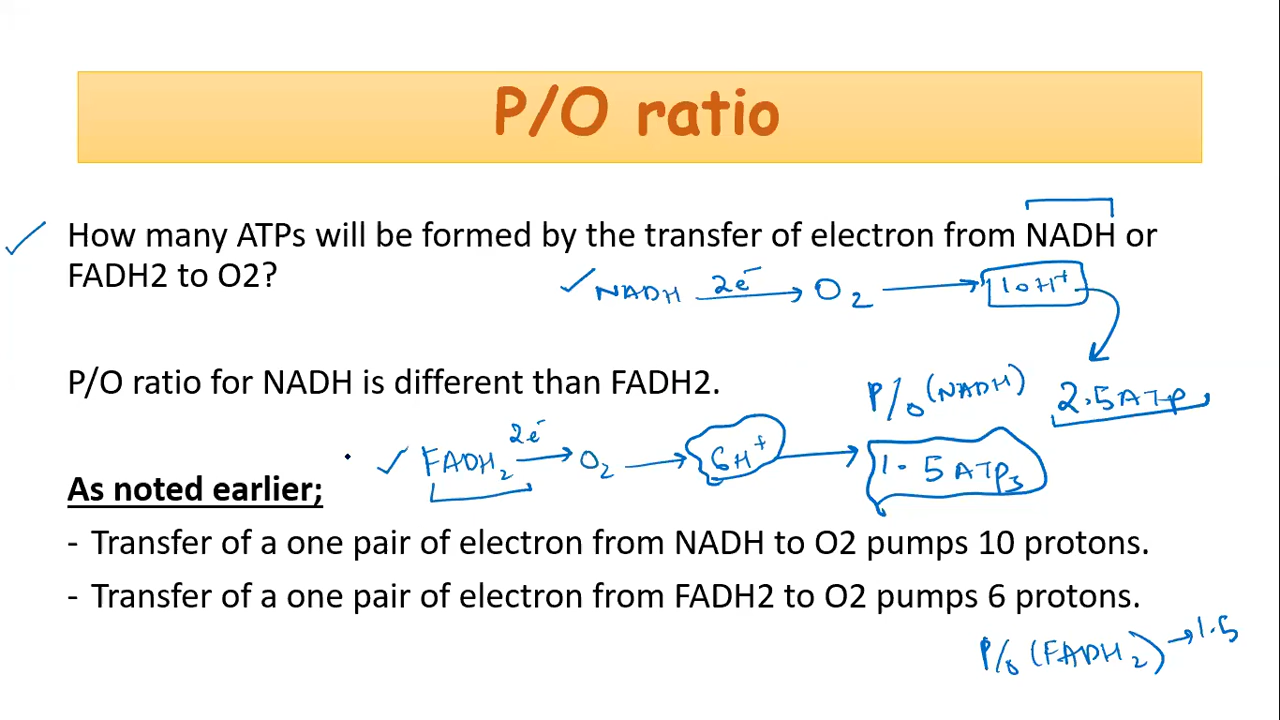 P/O ratio
How many ATPs will be formed by the transfer of electron from NADH or
FADH2 to O2?
NADH 2e⁻ → O₂ → 10H⁺
P/O ratio for NADH is different than FADH2.
P/O (NADH) 2.5ATP
FADH₂ 2e⁻ → O₂ → 6H⁺ → 1.5ATPs
As noted earlier;
- Transfer of a one pair of electron from NADH to O2 pumps 10 protons.
- Transfer of a one pair of electron from FADH2 to O2 pumps 6 protons.
P/O (FADH₂) → 1.5